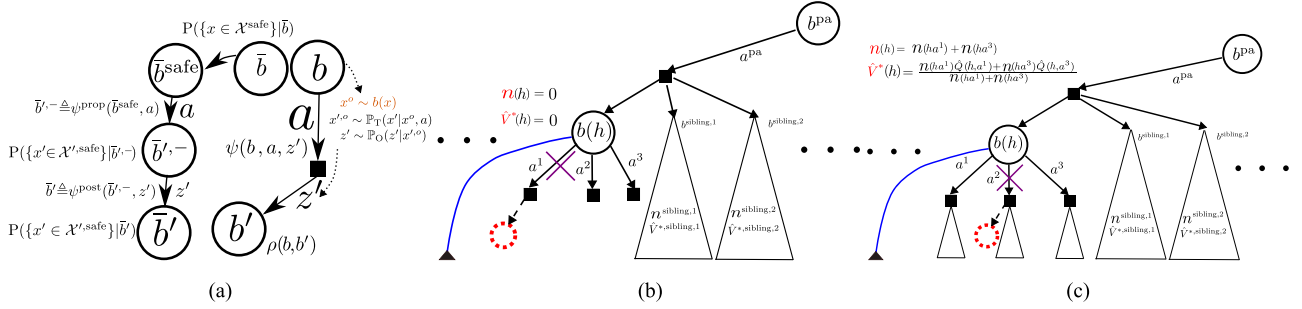 P({x ∈ 𝒳^safe}|b̄)
b̄^safe
b̄
b
b̄′,⁻ ≜ ψ^prop(b̄^safe, a)
a
a
x^o ∼ b(x)
x′,o ∼ ℙ_T(x′|x^o, a)
z′ ∼ ℙ_O(z′|x′,o)
P({x′ ∈ 𝒳′,safe}|b̄′,⁻)
b̄′,⁻
ψ(b, a, z′)
b̄′ ≜ ψ^post(b̄′,⁻, z′)
z′
z′
P({x′ ∈ 𝒳′,safe}|b̄′)
b̄′
b′
ρ(b, b′)
(a)
b^pa
a^pa
n(h) = 0
V̂*(h) = 0
b(h)
b^sibling,1
b^sibling,2
a¹
a²
a³
n^sibling,1
V̂*,sibling,1
n^sibling,2
V̂*,sibling,2
(b)
b^pa
a^pa
n(h) = n(ha¹) + n(ha³)
V̂*(h) = n(ha¹)Q̂(h,a¹)+n(ha³)Q̂(h,a³)
n(ha¹)+n(ha³)
b(h)
b^sibling,1
b^sibling,2
a¹
a²
a³
n^sibling,1
V̂*,sibling,1
n^sibling,2
V̂*,sibling,2
(c)